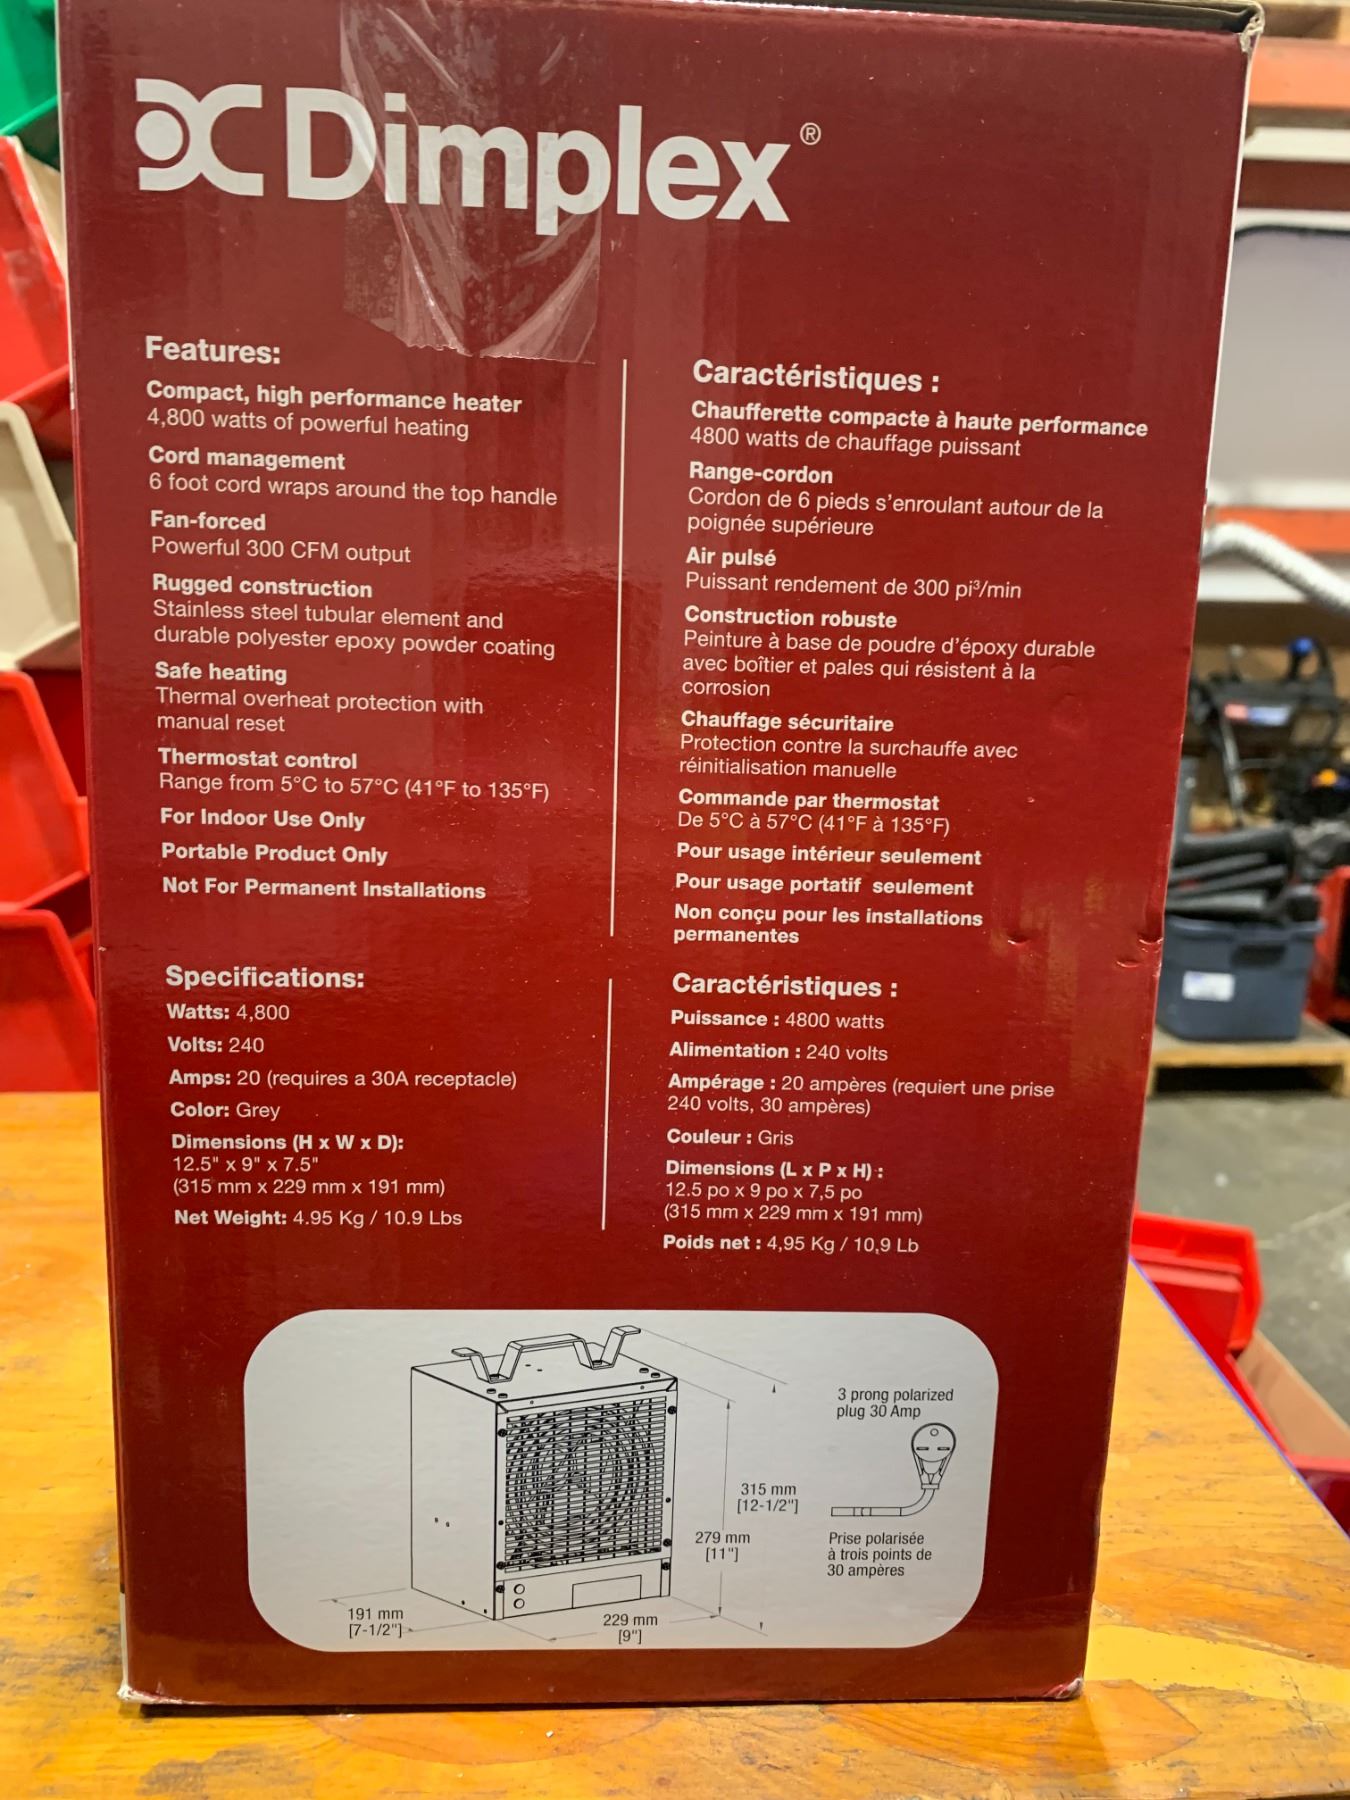 Dimplex®
Features:
Compact, high performance heater
4,800 watts of powerful heating
Cord management
6 foot cord wraps around the top handle
Fan-forced
Powerful 300 CFM output
Rugged construction
Stainless steel tubular element and
durable polyester epoxy powder coating
Safe heating
Thermal overheat protection with
manual reset
Thermostat control
Range from 5°C to 57°C (41°F to 135°F)
For Indoor Use Only
Portable Product Only
Not For Permanent Installations
Specifications:
Watts: 4,800
Volts: 240
Amps: 20 (requires a 30A receptacle)
Color: Grey
Dimensions (H x W x D):
12.5" x 9" x 7.5"
(315 mm x 229 mm x 191 mm)
Net Weight: 4.95 Kg / 10.9 Lbs
Caractéristiques :
Chaufferette compacte à haute performance
4800 watts de chauffage puissant
Range-cordon
Cordon de 6 pieds s'enroulant autour de la
poignée supérieure
Air pulsé
Puissant rendement de 300 pi³/min
Construction robuste
Peinture à base de poudre d'époxy durable
avec boîtier et pales qui résistent à la
corrosion
Chauffage sécuritaire
Protection contre la surchauffe avec
réinitialisation manuelle
Commande par thermostat
De 5°C à 57°C (41°F à 135°F)
Pour usage intérieur seulement
Pour usage portatif seulement
Non conçu pour les installations
permanentes
Caractéristiques :
Puissance : 4800 watts
Alimentation : 240 volts
Ampérage : 20 ampères (requiert une prise
240 volts, 30 ampères)
Couleur : Gris
Dimensions (L x P x H) :
12.5 po x 9 po x 7,5 po
(315 mm x 229 mm x 191 mm)
Poids net : 4,95 Kg / 10,9 Lb
3 prong polarized
plug 30 Amp
315 mm
[12-1/2"]
279 mm
[11"]
Prise polarisée
à trois points de
30 ampères
191 mm
[7-1/2"]
229 mm
[9"]